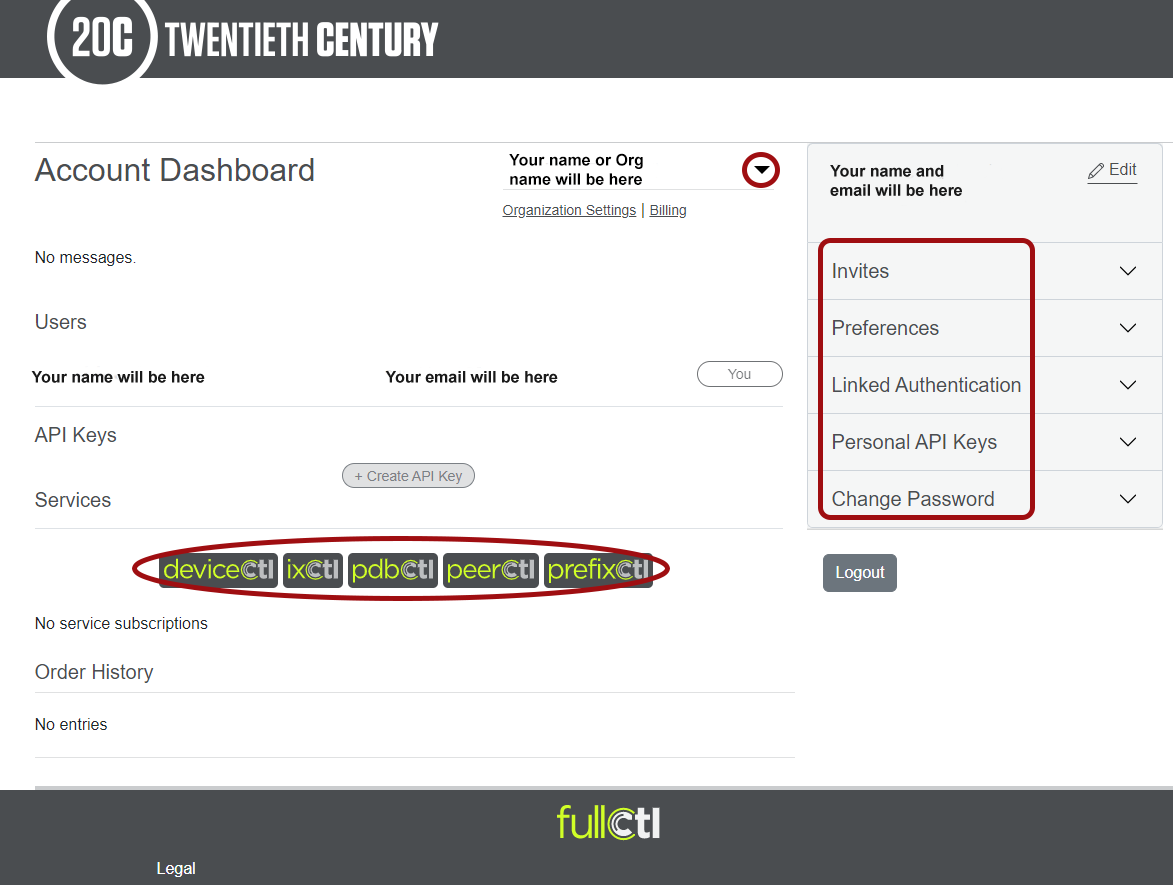 20C TWENTIETH CENTURY
Account Dashboard
Your name or Org
name will be here
Organization Settings | Billing
No messages.
Users
Your name will be here Your email will be here You
API Keys
+ Create API Key
Services
devicectl ixctl pdbctl peerctl prefixctl
No service subscriptions
Order History
No entries
Your name and
email will be here
Edit
Invites
Preferences
Linked Authentication
Personal API Keys
Change Password
Logout
fullctl
Legal